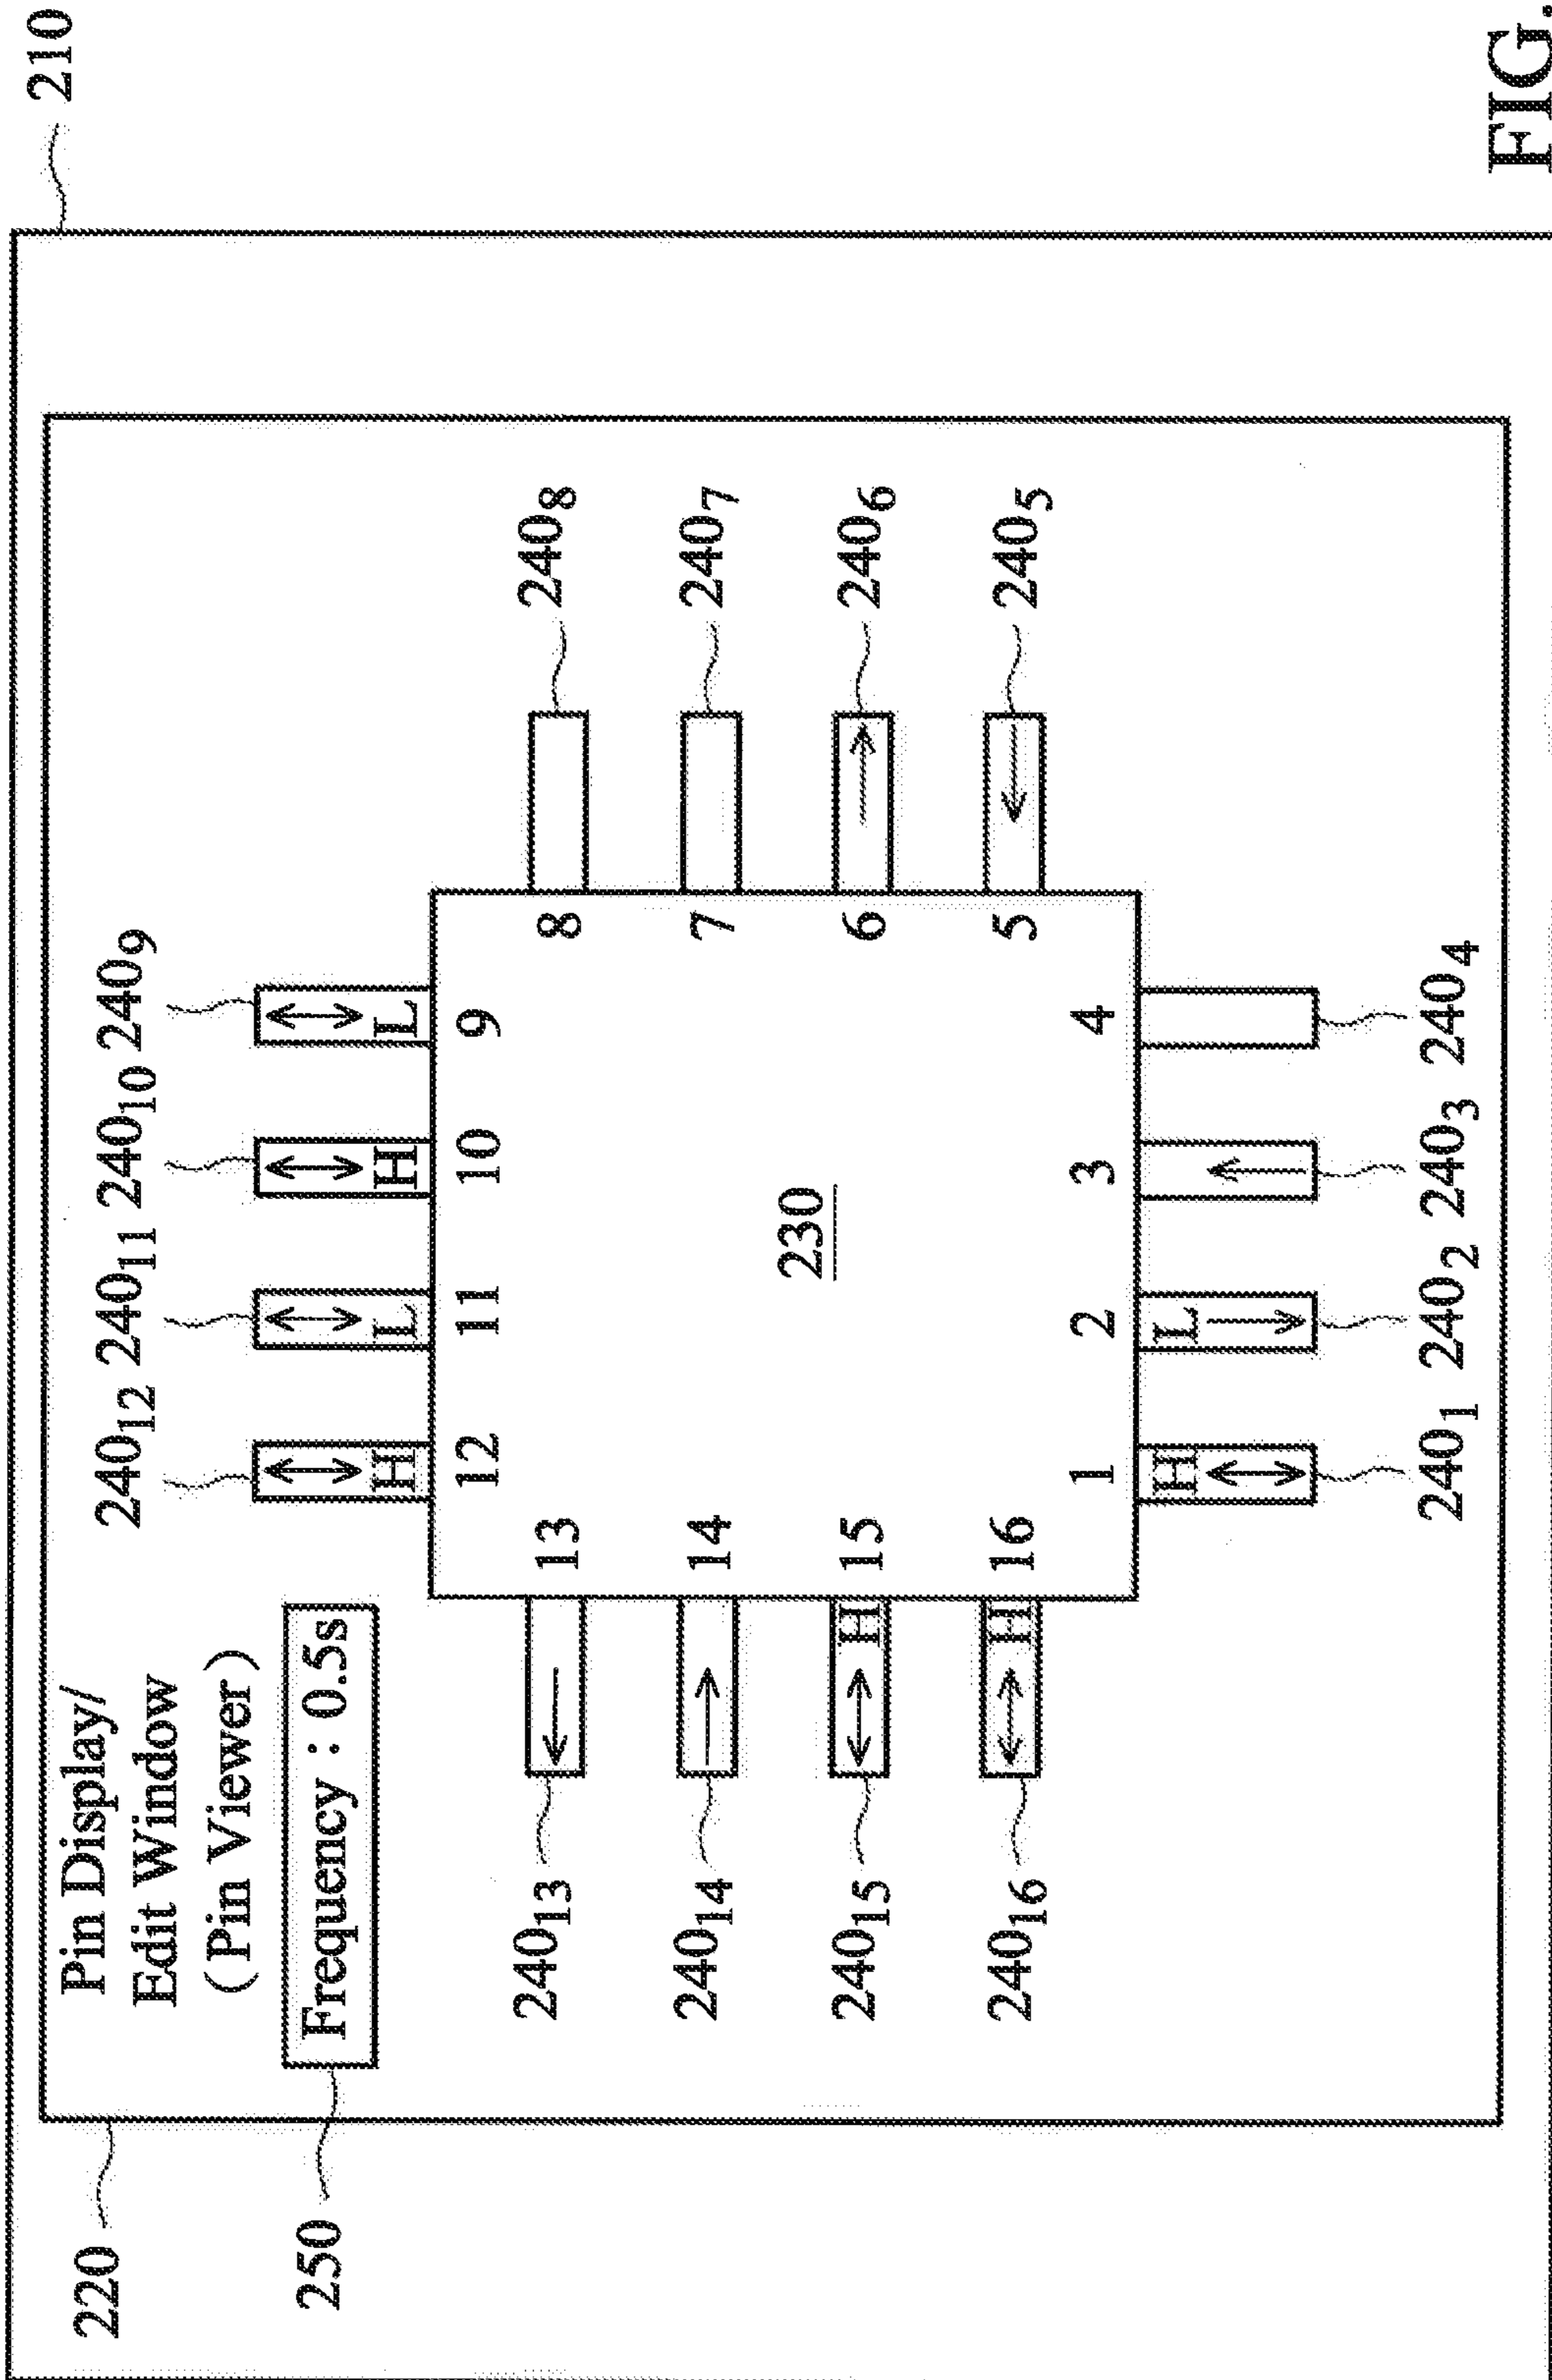 210
220
Pin Display/
Edit Window
(Pin Viewer)
250
Frequency : 0.5s
240₁₂ 240₁₁ 240₁₀ 240₉
H L H L
12 11 10 9
240₁₃ 13 8 240₈
240₁₄ 14 7 240₇
240₁₅ H 15 6 240₆
240₁₆ H 16 5 240₅
230
1 2 3 4
H L
240₁ 240₂ 240₃ 240₄
FIG.